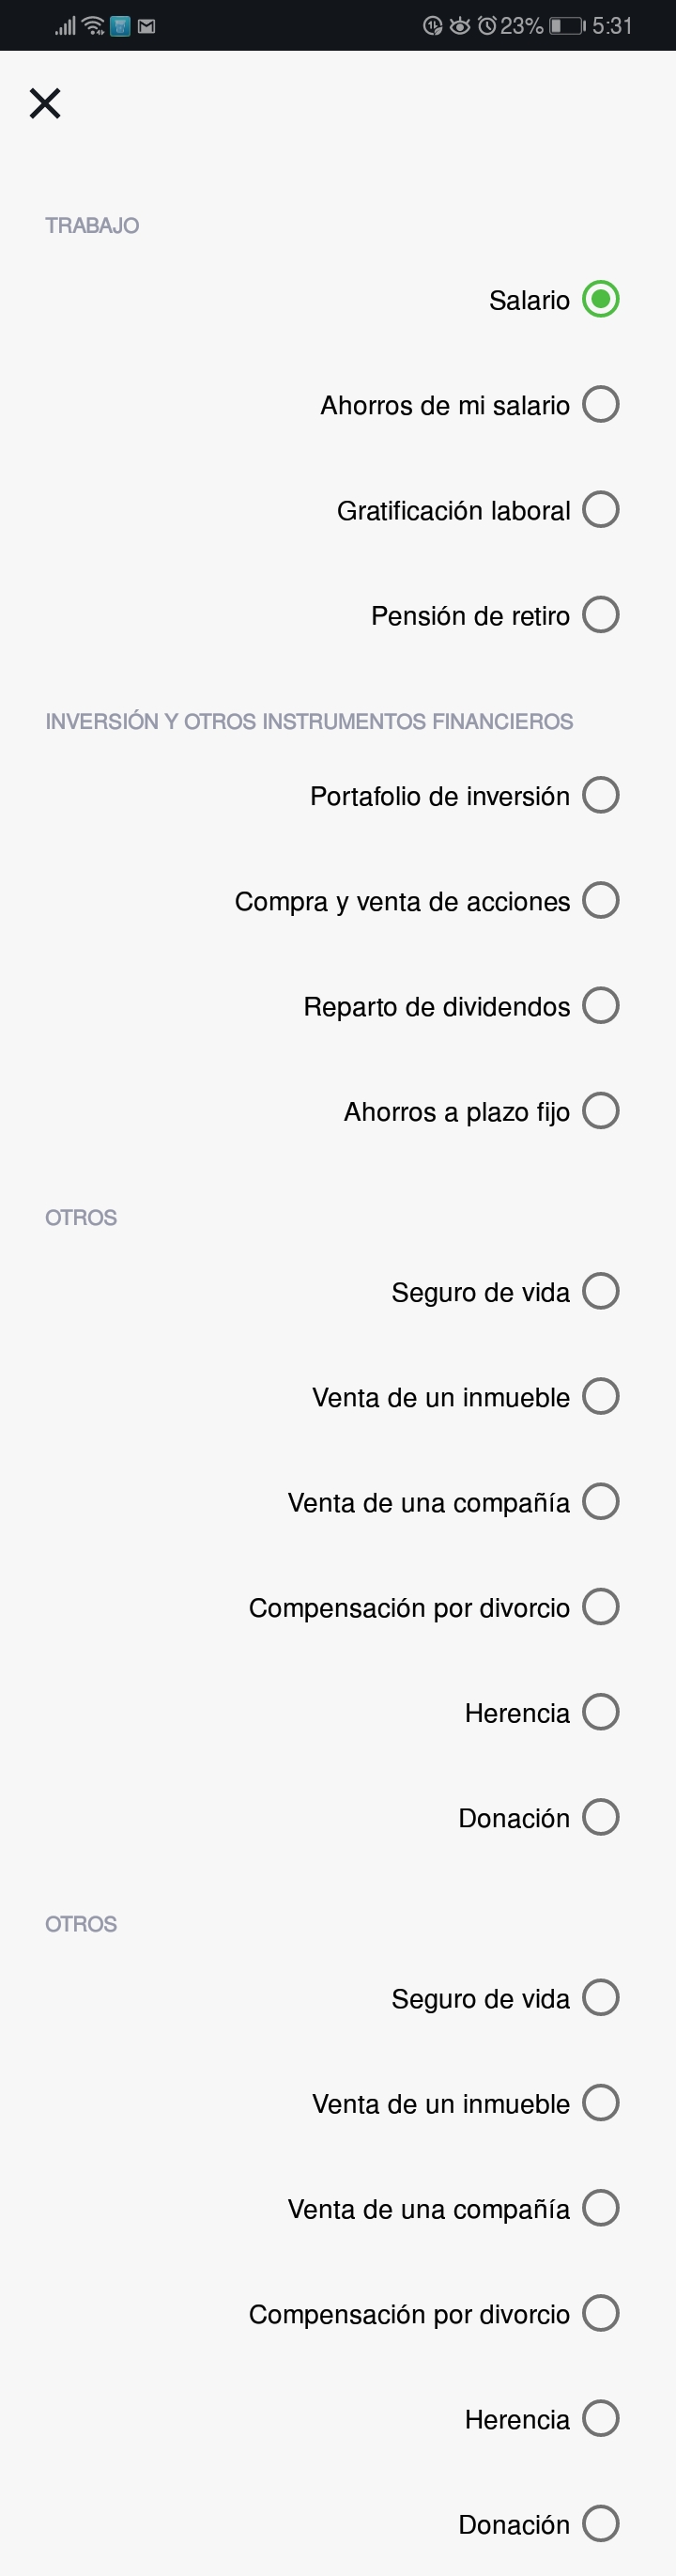 23% 5:31
TRABAJO
Salario
Ahorros de mi salario
Gratificación laboral
Pensión de retiro
INVERSIÓN Y OTROS INSTRUMENTOS FINANCIEROS
Portafolio de inversión
Compra y venta de acciones
Reparto de dividendos
Ahorros a plazo fijo
OTROS
Seguro de vida
Venta de un inmueble
Venta de una compañía
Compensación por divorcio
Herencia
Donación
OTROS
Seguro de vida
Venta de un inmueble
Venta de una compañía
Compensación por divorcio
Herencia
Donación